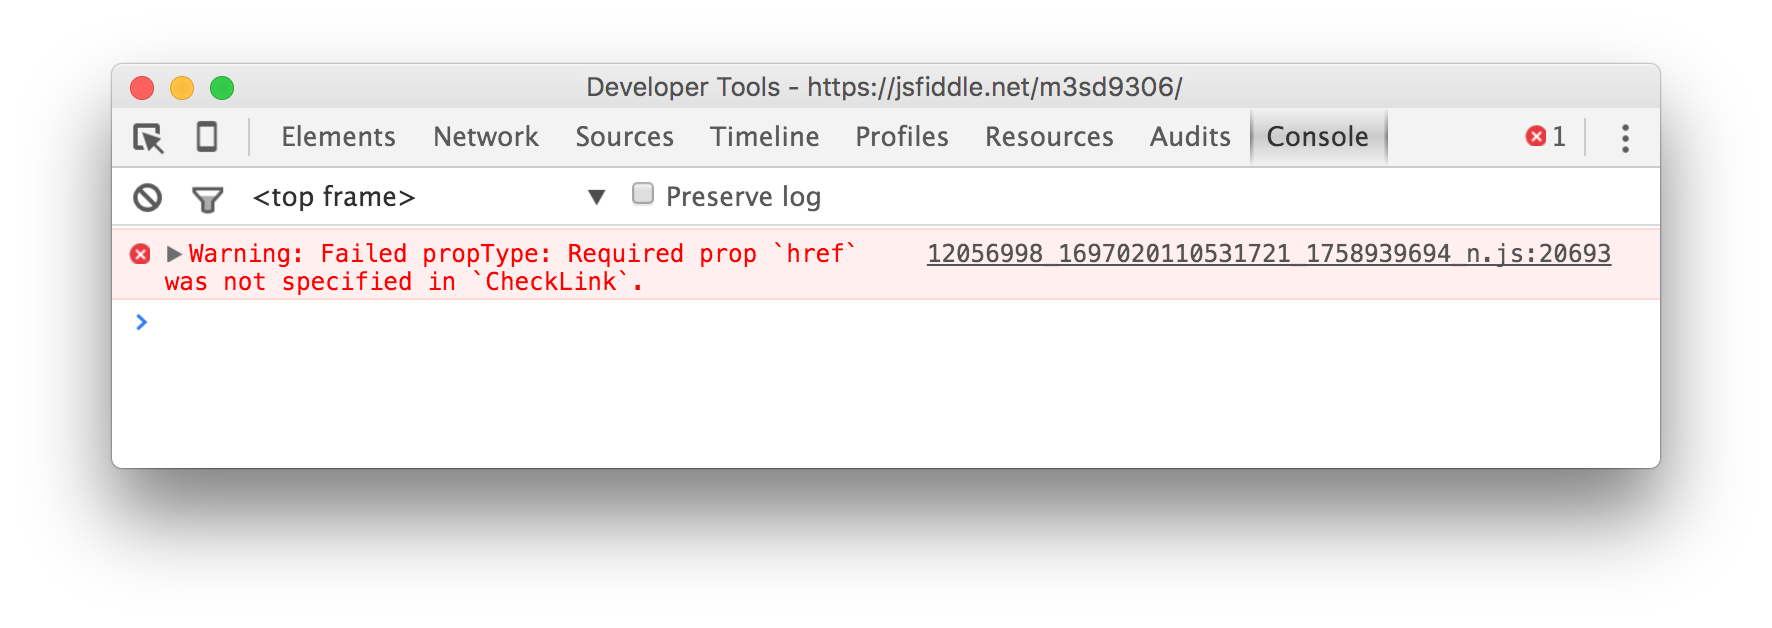 Developer Tools - https://jsfiddle.net/m3sd9306/
Elements Network Sources Timeline Profiles Resources Audits Console 1
<top frame> ▼ Preserve log
Warning: Failed propType: Required prop `href` 12056998_1697020110531721_1758939694_n.js:20693
was not specified in `CheckLink`.